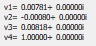 v1= 0.00781+ 0.00000i
v2= -0.00080+ 0.00000i
v3= 0.00818+ 0.00000i
v4= 1.00000+ 0.00000i